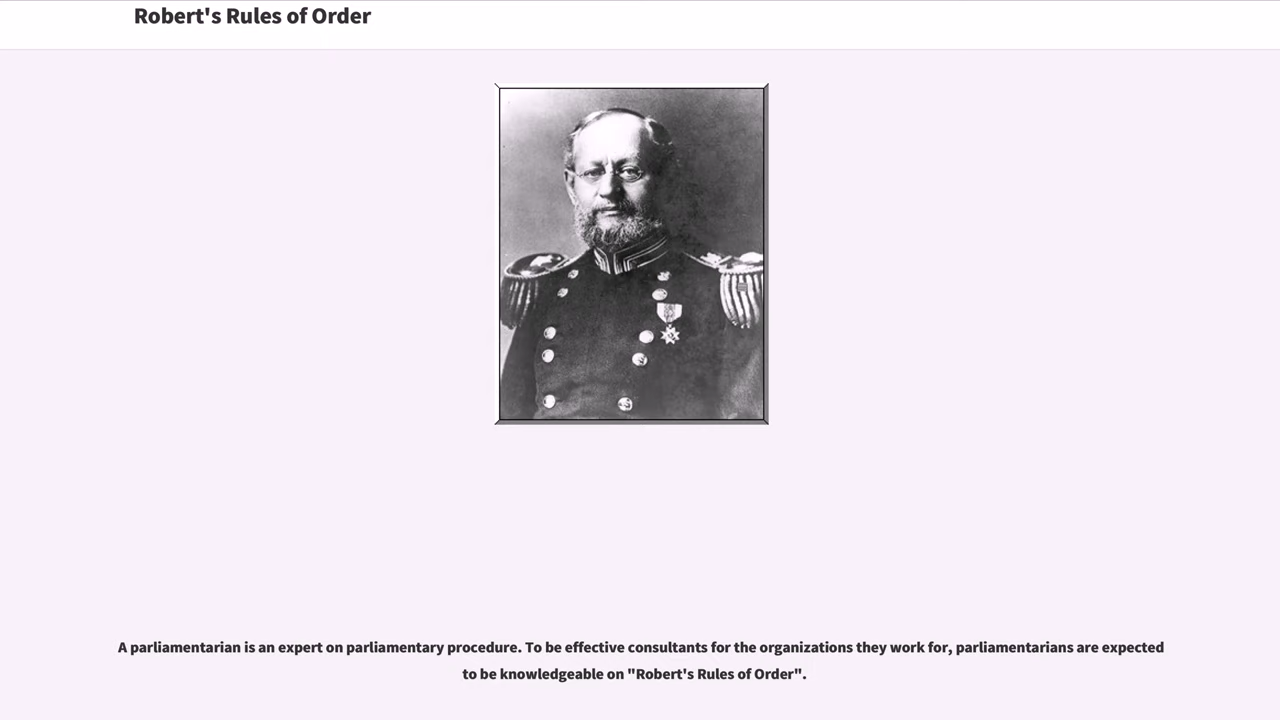 Robert's Rules of Order
A parliamentarian is an expert on parliamentary procedure. To be effective consultants for the organizations they work for, parliamentarians are expected
to be knowledgeable on "Robert's Rules of Order".